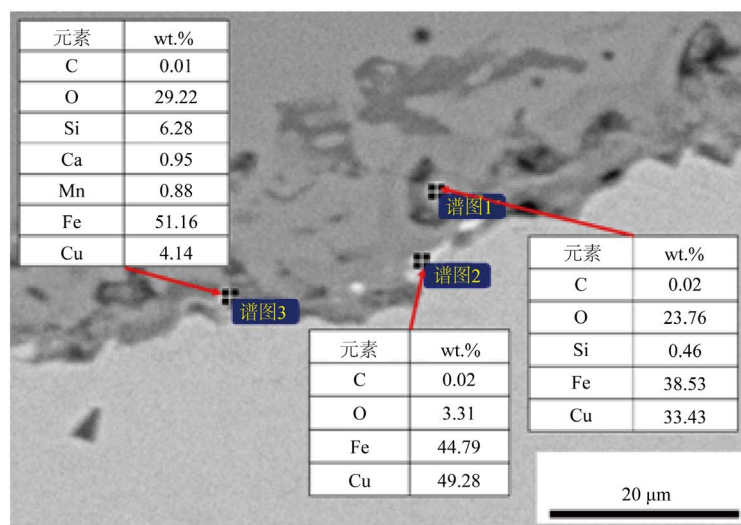 元素 wt.%
C 0.01
O 29.22
Si 6.28
Ca 0.95
Mn 0.88
Fe 51.16
Cu 4.14
谱图1
谱图2
谱图3
元素 wt.%
C 0.02
O 3.31
Fe 44.79
Cu 49.28
元素 wt.%
C 0.02
O 23.76
Si 0.46
Fe 38.53
Cu 33.43
20 μm